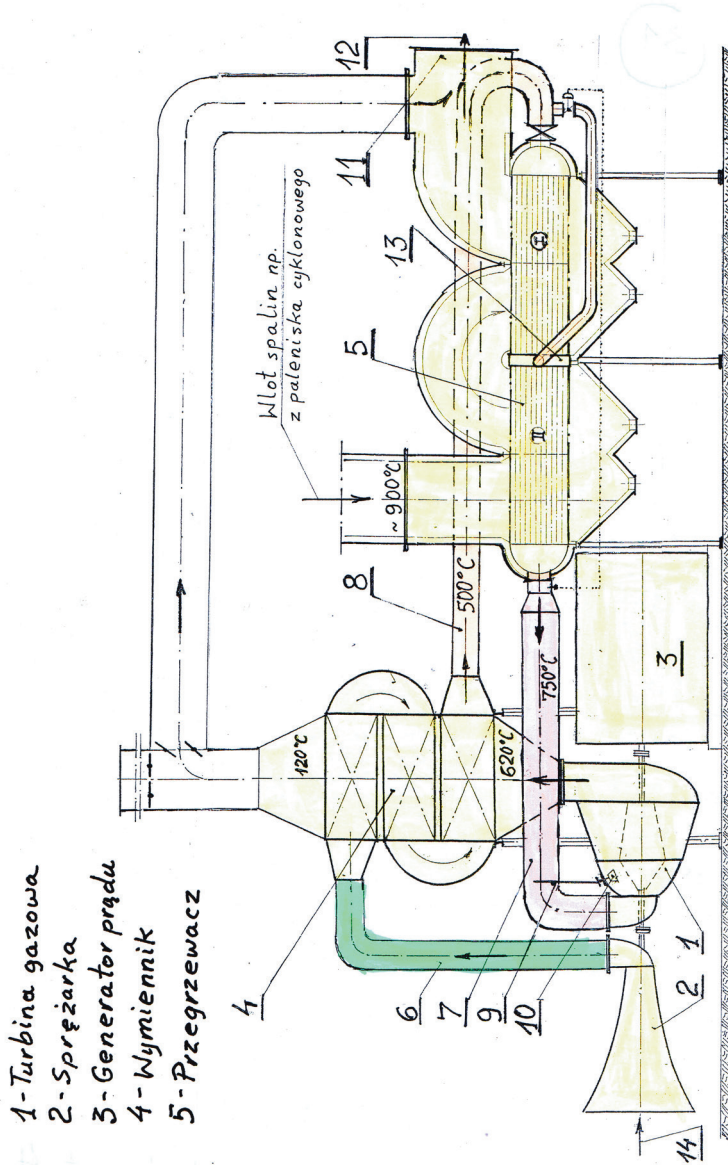 1-Turbina gazowa
2-Sprężarka
3-Generator prądu
4-Wymiennik
5-Przegrzewacz
Wlot spalin np.
z paleniska cyklonowego
12
11
13
5
8
4
6
7
9
10
1
2
3
14
~900°C
500°C
750°C
120°C
620°C
I
II